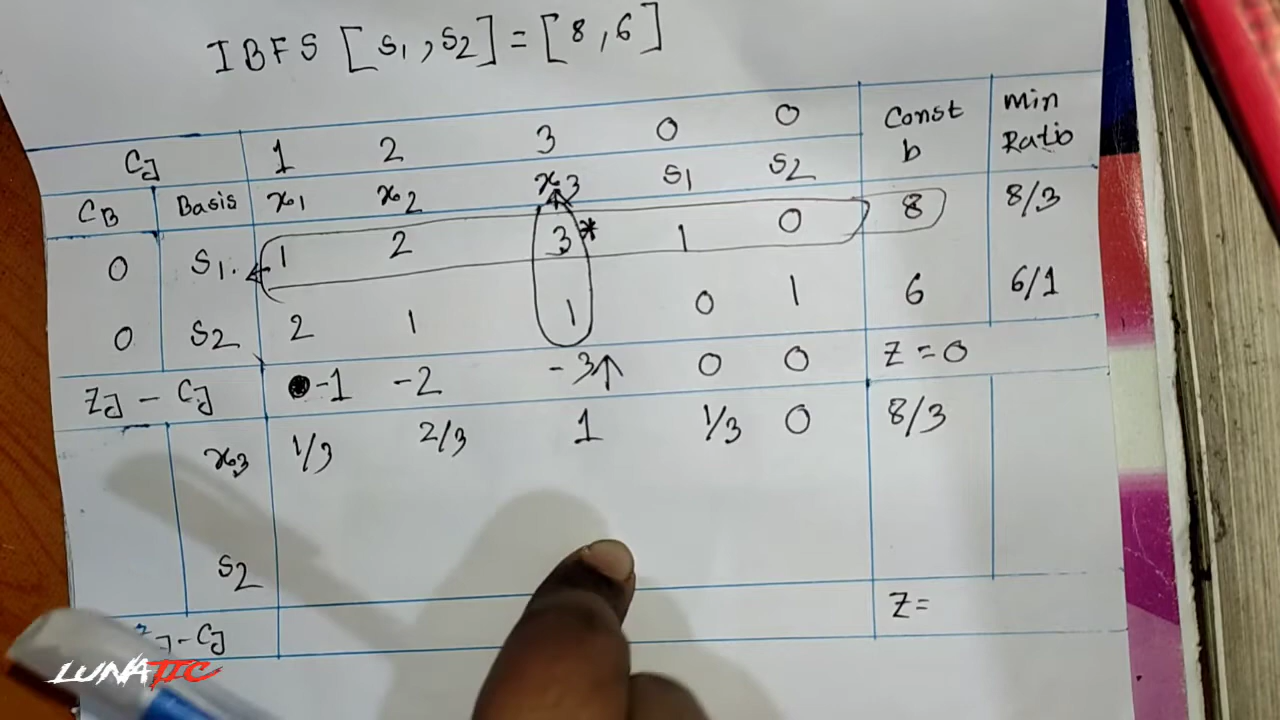 IBFS [S1, S2] = [8, 6]
CJ 1 2 3 0 0 Const b Min Ratio
CB Basis x1 x2 x3 S1 S2
0 S1. 1 2 3* 1 0 8 8/3
0 S2 2 1 1 0 1 6 6/1
ZJ - CJ -1 -2 -3↑ 0 0 Z = 0
x3 1/3 2/3 1 1/3 0 8/3
S2
ZJ - CJ Z =
LUNATIC